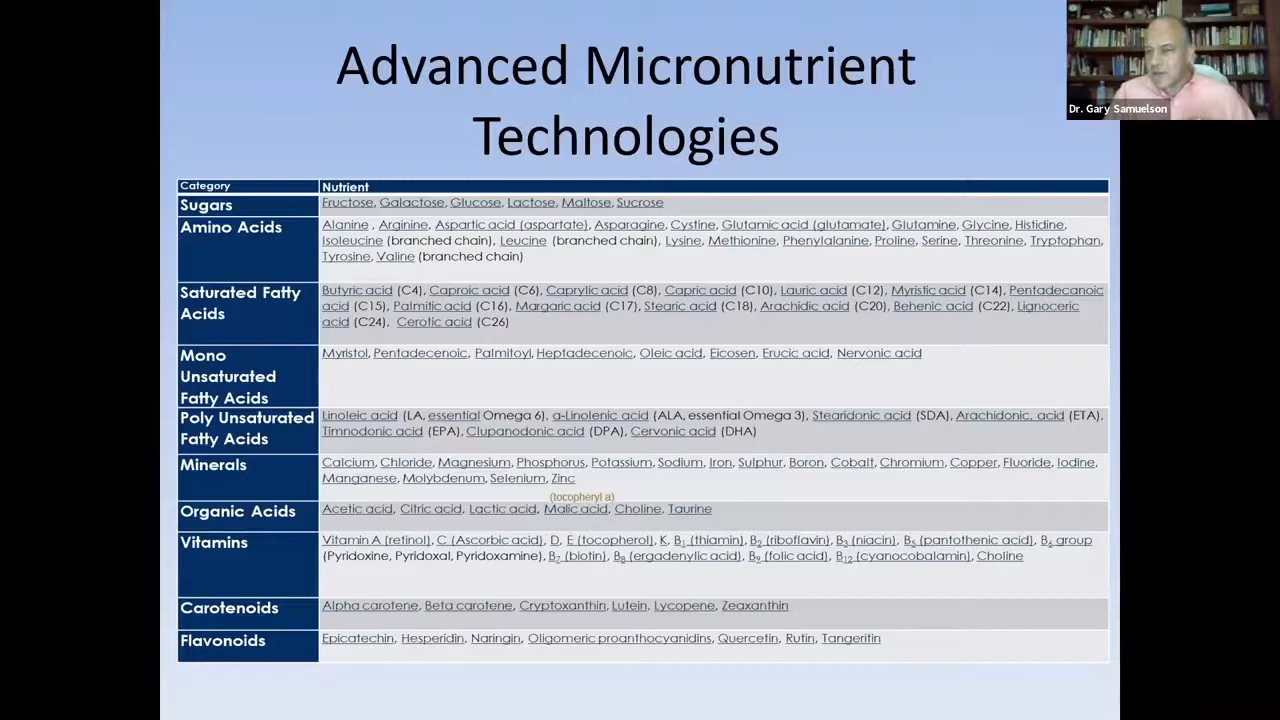 Advanced Micronutrient
Technologies
Dr. Gary Samuelson
Category Nutrient
Sugars Fructose, Galactose, Glucose, Lactose, Maltose, Sucrose
Amino Acids Alanine , Arginine, Aspartic acid (aspartate), Asparagine, Cystine, Glutamic acid (glutamate), Glutamine, Glycine, Histidine,
Isoleucine (branched chain), Leucine (branched chain), Lysine, Methionine, Phenylalanine, Proline, Serine, Threonine, Tryptophan,
Tyrosine, Valine (branched chain)
Saturated Fatty
Acids
Butyric acid (C4), Caproic acid (C6), Caprylic acid (C8), Capric acid (C10), Lauric acid (C12), Myristic acid (C14), Pentadecanoic
acid (C15), Palmitic acid (C16), Margaric acid (C17), Stearic acid (C18), Arachidic acid (C20), Behenic acid (C22), Lignoceric
acid (C24), Cerotic acid (C26)
Mono
Unsaturated
Fatty Acids
Myristol, Pentadecenoic, Palmitoyl, Heptadecenoic, Oleic acid, Eicosen, Erucic acid, Nervonic acid
Poly Unsaturated
Fatty Acids
Linoleic acid (LA, essential Omega 6), α-Linolenic acid (ALA, essential Omega 3), Stearidonic acid (SDA), Arachidonic, acid (ETA),
Timnodonic acid (EPA), Clupanodonic acid (DPA), Cervonic acid (DHA)
Minerals Calcium, Chloride, Magnesium, Phosphorus, Potassium, Sodium, Iron, Sulphur, Boron, Cobalt, Chromium, Copper, Fluoride, Iodine,
Manganese, Molybdenum, Selenium, Zinc
(tocopheryl a)
Organic Acids Acetic acid, Citric acid, Lactic acid, Malic acid, Choline, Taurine
Vitamins Vitamin A (retinol), C (Ascorbic acid), D, E (tocopherol), K, B1 (thiamin), B2 (riboflavin), B3 (niacin), B5 (pantothenic acid), B6 group
(Pyridoxine, Pyridoxal, Pyridoxamine), B7 (biotin), B8 (ergadenylic acid), B9 (folic acid), B12 (cyanocobalamin), Choline
Carotenoids Alpha carotene, Beta carotene, Cryptoxanthin, Lutein, Lycopene, Zeaxanthin
Flavonoids Epicatechin, Hesperidin, Naringin, Oligomeric proanthocyanidins, Quercetin, Rutin, Tangeritin